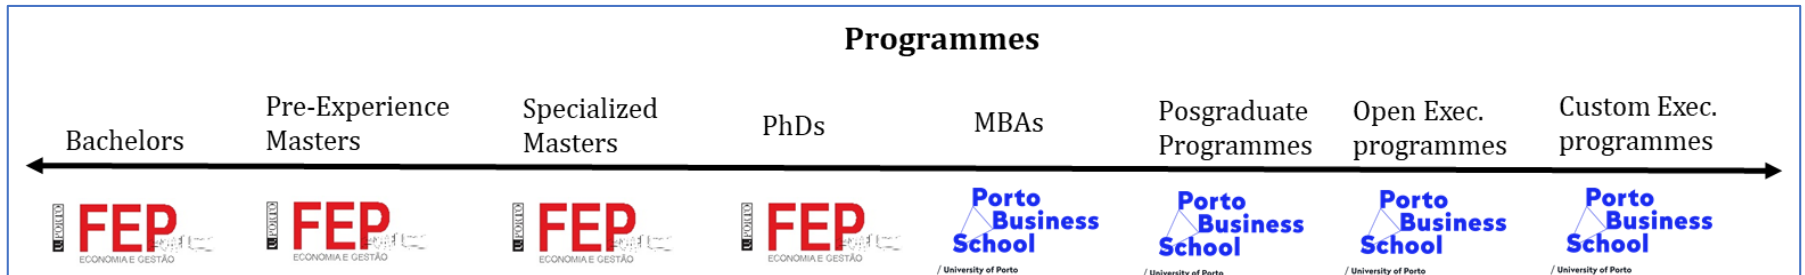 Programmes
Bachelors
Pre-Experience
Masters
Specialized
Masters
PhDs
MBAs
Posgraduate
Programmes
Open Exec.
programmes
Custom Exec.
programmes
U.PORTO
FEP
ECONOMIA E GESTÃO
U.PORTO
FEP
ECONOMIA E GESTÃO
U.PORTO
FEP
ECONOMIA E GESTÃO
U.PORTO
FEP
ECONOMIA E GESTÃO
Porto
Business
School
/ University of Porto
Porto
Business
School
/ University of Porto
Porto
Business
School
/ University of Porto
Porto
Business
School
/ University of Porto